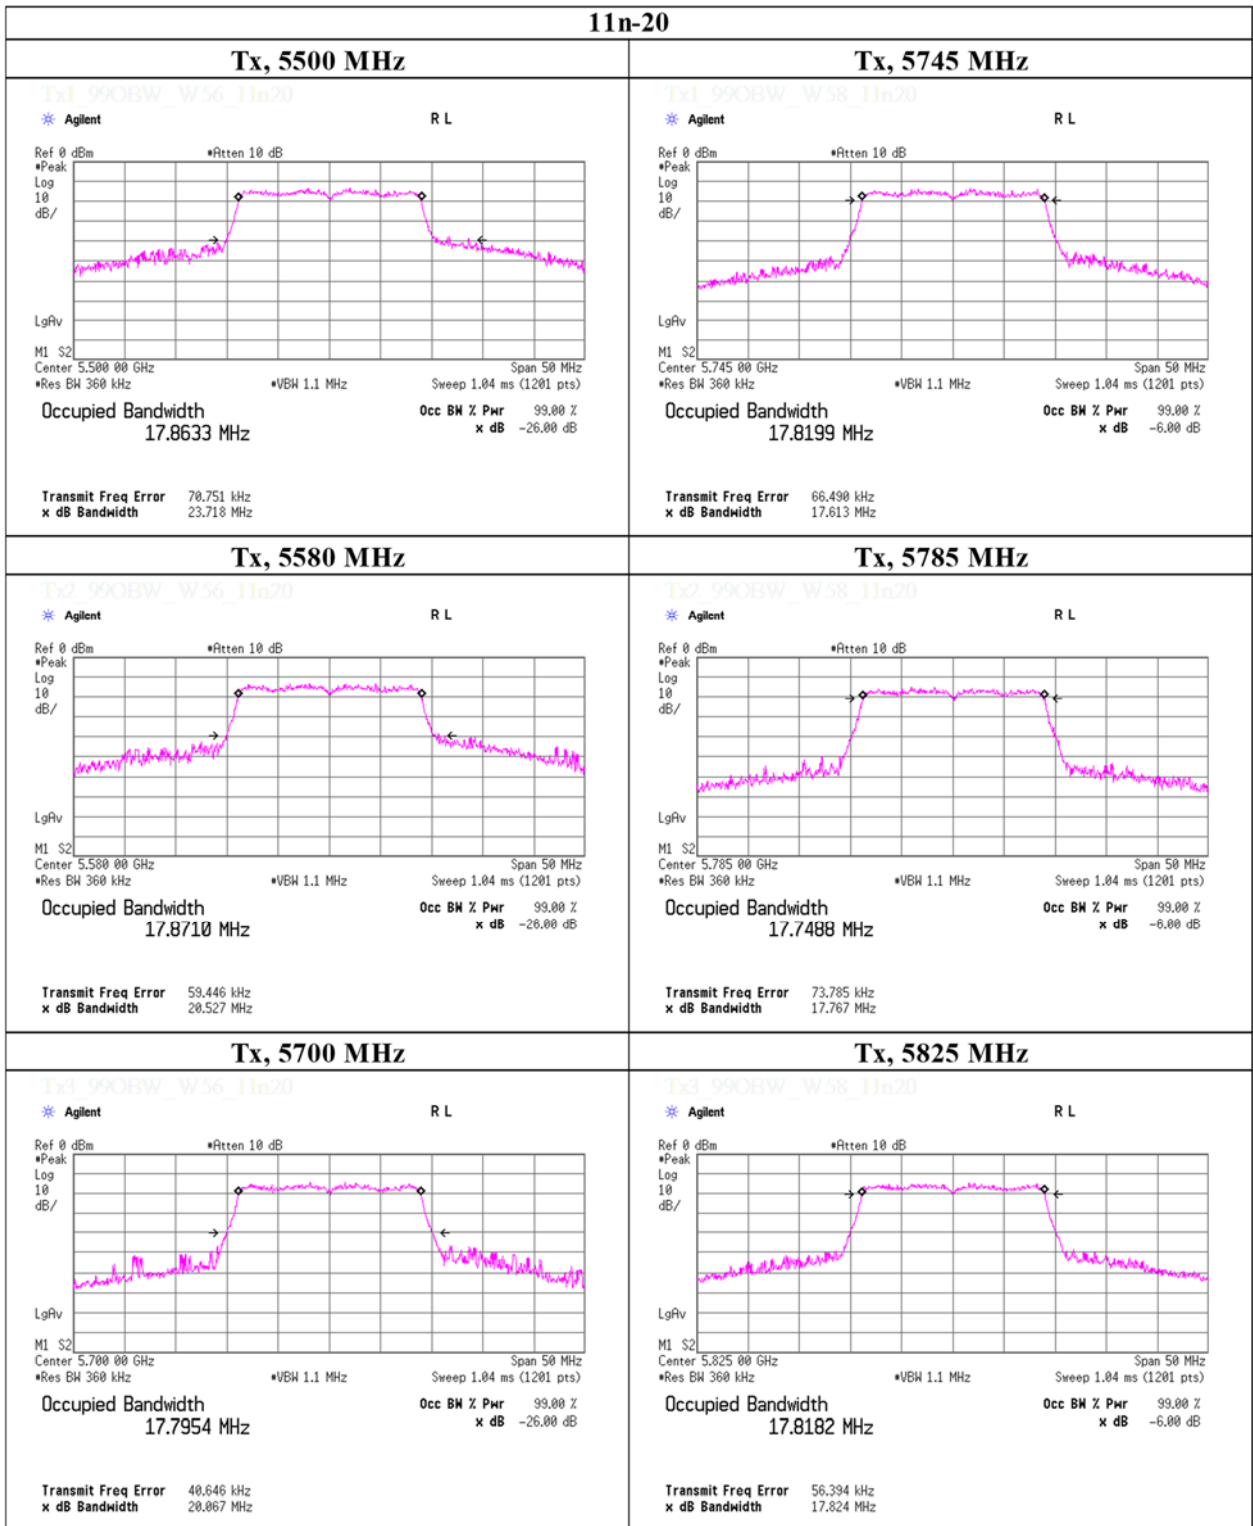 11n-20
Tx, 5500 MHz
Tx1_99OBW_W56_11n20
Agilent R L
Ref 0 dBm *Atten 10 dB
*Peak
Log
10
dB/
LgAv
M1 S2
Center 5.500 00 GHz Span 50 MHz
*Res BW 360 kHz *VBW 1.1 MHz Sweep 1.04 ms (1201 pts)
Occupied Bandwidth Occ BW % Pwr 99.00 %
17.8633 MHz x dB -26.00 dB
Transmit Freq Error 70.751 kHz
x dB Bandwidth 23.718 MHz
Tx, 5745 MHz
Tx1_99OBW_W58_11n20
Agilent R L
Ref 0 dBm *Atten 10 dB
*Peak
Log
10
dB/
LgAv
M1 S2
Center 5.745 00 GHz Span 50 MHz
*Res BW 360 kHz *VBW 1.1 MHz Sweep 1.04 ms (1201 pts)
Occupied Bandwidth Occ BW % Pwr 99.00 %
17.8199 MHz x dB -6.00 dB
Transmit Freq Error 66.490 kHz
x dB Bandwidth 17.613 MHz
Tx, 5580 MHz
Tx2_99OBW_W56_11n20
Agilent R L
Ref 0 dBm *Atten 10 dB
*Peak
Log
10
dB/
LgAv
M1 S2
Center 5.580 00 GHz Span 50 MHz
*Res BW 360 kHz *VBW 1.1 MHz Sweep 1.04 ms (1201 pts)
Occupied Bandwidth Occ BW % Pwr 99.00 %
17.8710 MHz x dB -26.00 dB
Transmit Freq Error 59.446 kHz
x dB Bandwidth 20.527 MHz
Tx, 5785 MHz
Tx2_99OBW_W58_11n20
Agilent R L
Ref 0 dBm *Atten 10 dB
*Peak
Log
10
dB/
LgAv
M1 S2
Center 5.785 00 GHz Span 50 MHz
*Res BW 360 kHz *VBW 1.1 MHz Sweep 1.04 ms (1201 pts)
Occupied Bandwidth Occ BW % Pwr 99.00 %
17.7488 MHz x dB -6.00 dB
Transmit Freq Error 73.785 kHz
x dB Bandwidth 17.767 MHz
Tx, 5700 MHz
Tx3_99OBW_W56_11n20
Agilent R L
Ref 0 dBm *Atten 10 dB
*Peak
Log
10
dB/
LgAv
M1 S2
Center 5.700 00 GHz Span 50 MHz
*Res BW 360 kHz *VBW 1.1 MHz Sweep 1.04 ms (1201 pts)
Occupied Bandwidth Occ BW % Pwr 99.00 %
17.7954 MHz x dB -26.00 dB
Transmit Freq Error 40.646 kHz
x dB Bandwidth 20.067 MHz
Tx, 5825 MHz
Tx3_99OBW_W58_11n20
Agilent R L
Ref 0 dBm *Atten 10 dB
*Peak
Log
10
dB/
LgAv
M1 S2
Center 5.825 00 GHz Span 50 MHz
*Res BW 360 kHz *VBW 1.1 MHz Sweep 1.04 ms (1201 pts)
Occupied Bandwidth Occ BW % Pwr 99.00 %
17.8182 MHz x dB -6.00 dB
Transmit Freq Error 56.394 kHz
x dB Bandwidth 17.824 MHz